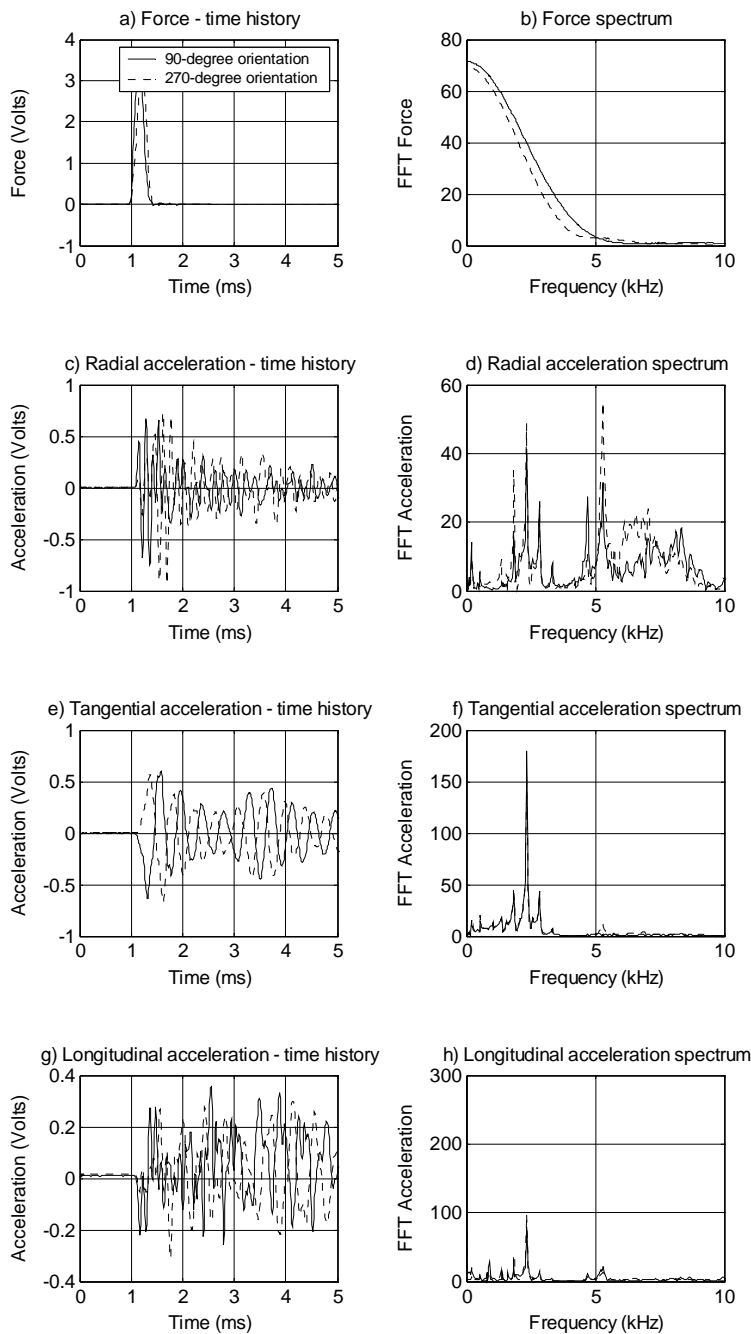 a) Force - time history
4
3
2
1
0
-1
Force (Volts)
90-degree orientation
270-degree orientation
0 1 2 3 4 5
Time (ms)
b) Force spectrum
80
60
40
20
0
FFT Force
0 5 10
Frequency (kHz)
c) Radial acceleration - time history
1
0.5
0
-0.5
-1
Acceleration (Volts)
0 1 2 3 4 5
Time (ms)
d) Radial acceleration spectrum
60
40
20
0
FFT Acceleration
0 5 10
Frequency (kHz)
e) Tangential acceleration - time history
1
0.5
0
-0.5
-1
Acceleration (Volts)
0 1 2 3 4 5
Time (ms)
f) Tangential acceleration spectrum
200
150
100
50
0
FFT Acceleration
0 5 10
Frequency (kHz)
g) Longitudinal acceleration - time history
0.4
0.2
0
-0.2
-0.4
Acceleration (Volts)
0 1 2 3 4 5
Time (ms)
h) Longitudinal acceleration spectrum
300
200
100
0
FFT Acceleration
0 5 10
Frequency (kHz)